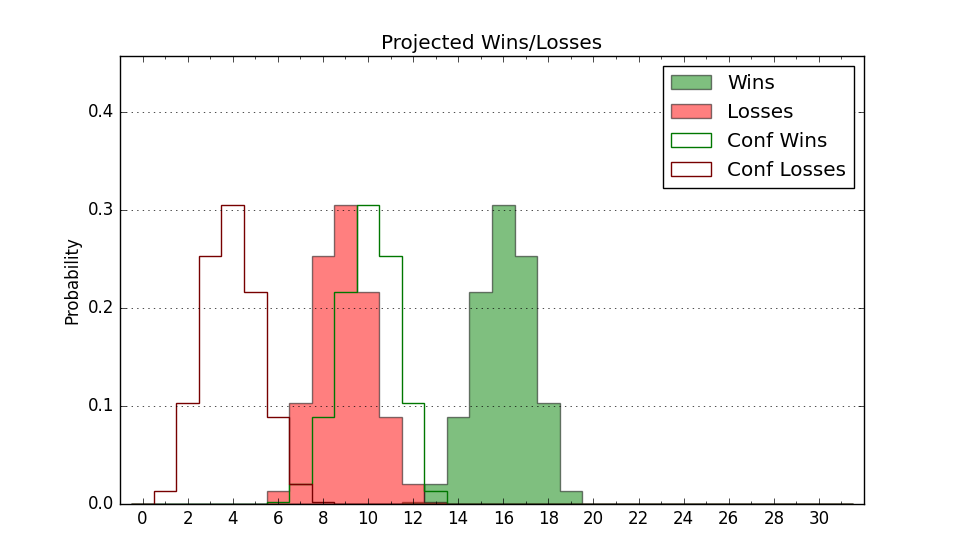 Projected Wins/Losses
Wins
Losses
Conf Wins
Conf Losses
Probability
0.4
0.3
0.2
0.1
0.0
0 2 4 6 8 10 12 14 16 18 20 22 24 26 28 30